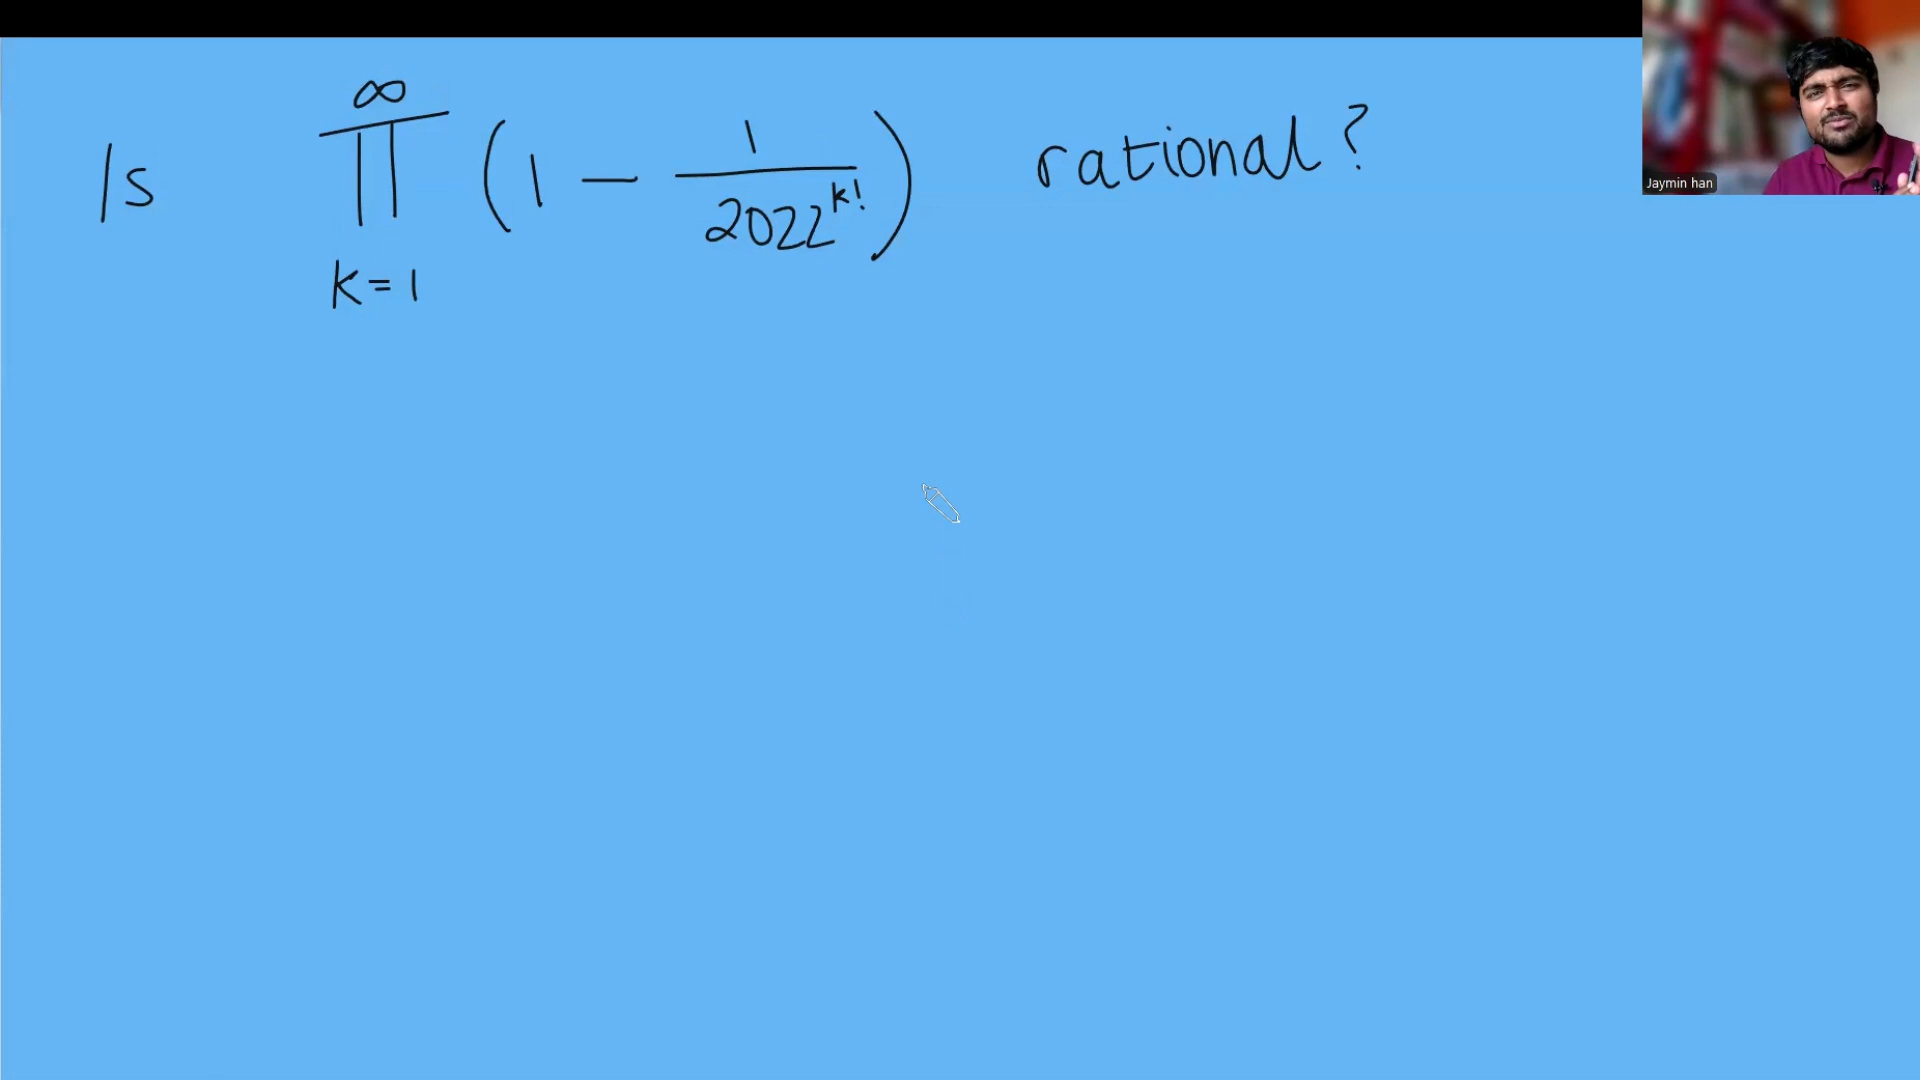 Is ∞∏k=1 (1 - 1/2022^k!) rational?
Jaymin han